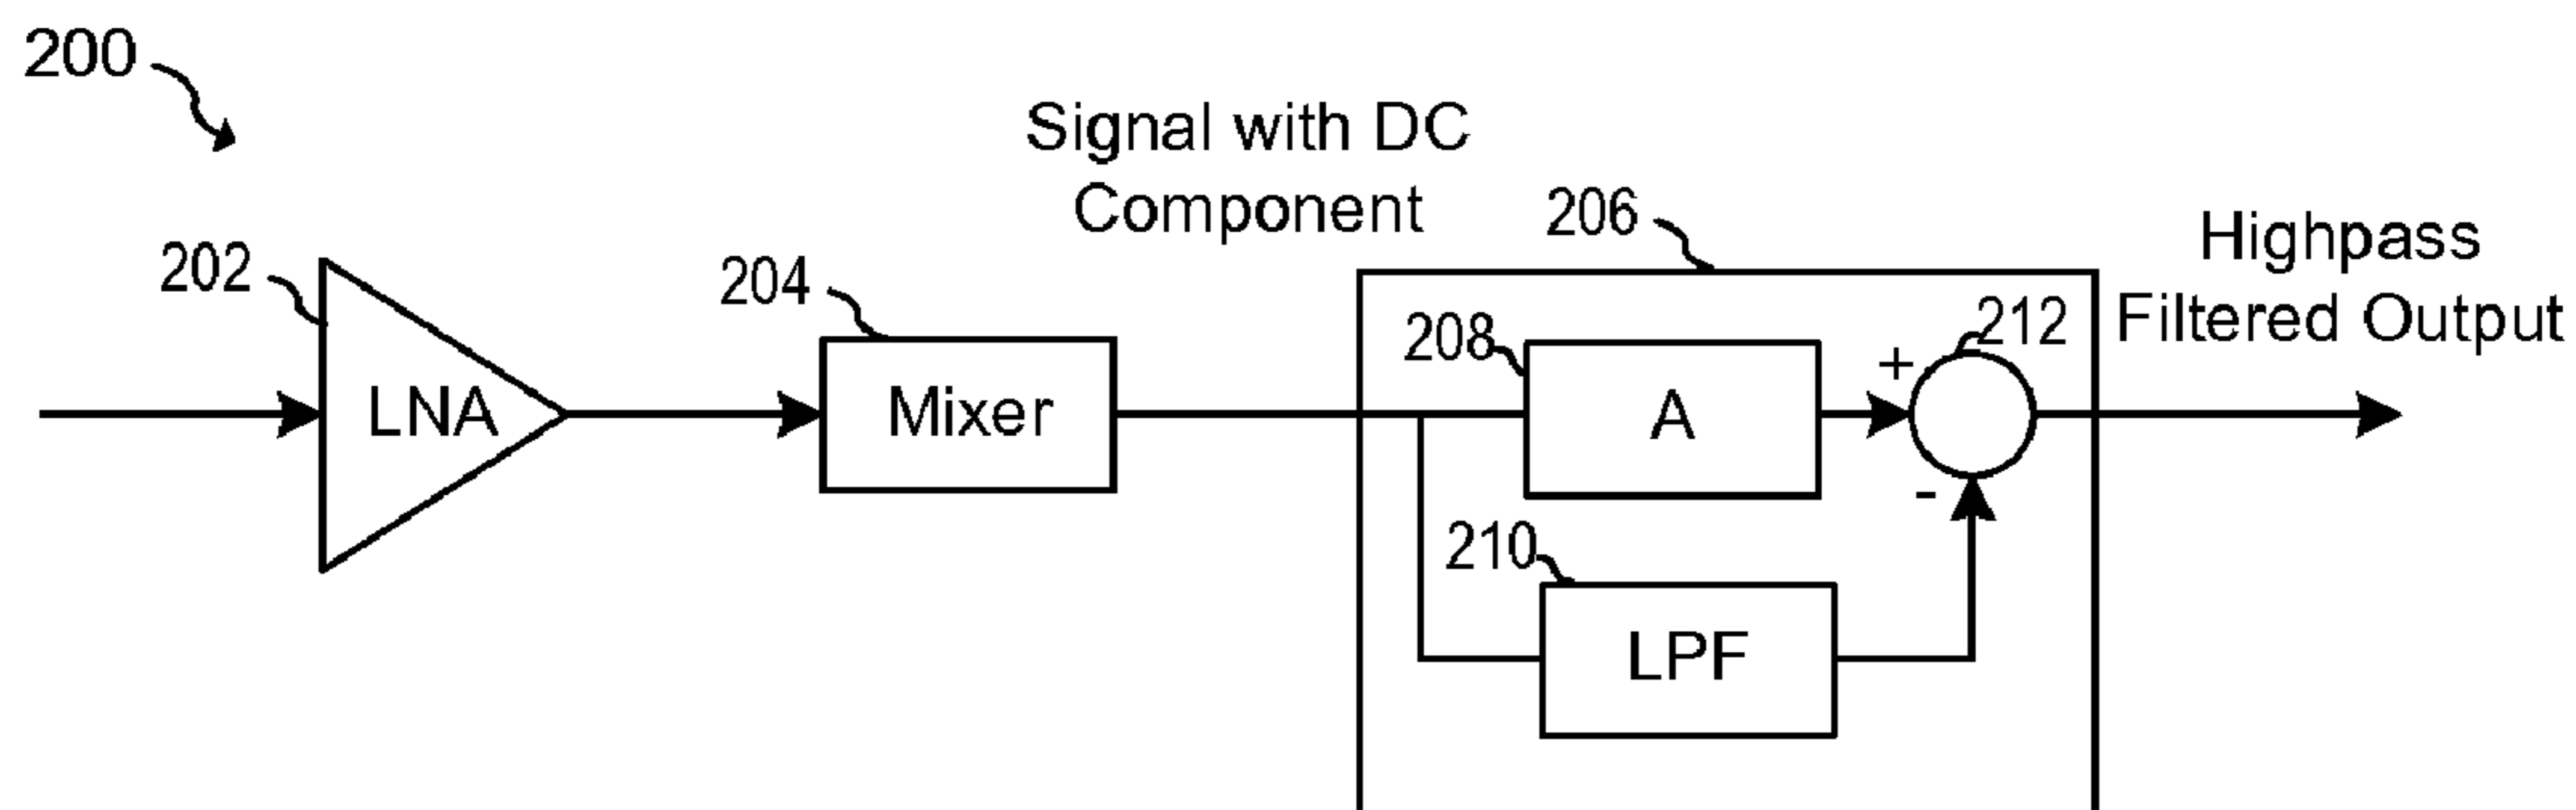 200
Signal with DC
Component
206
Highpass
Filtered Output
202
204
208
212
+
LNA
Mixer
A
-
210
LPF